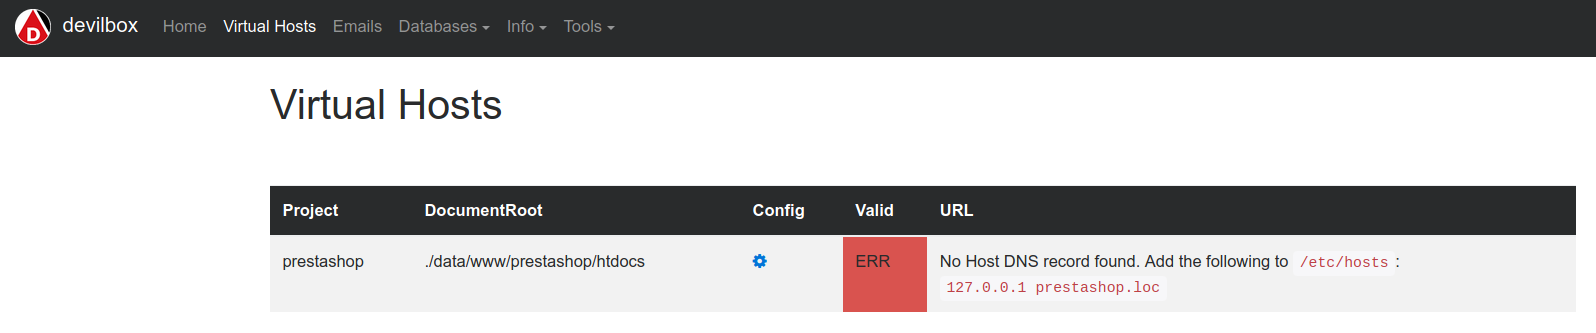 D devilbox Home Virtual Hosts Emails Databases Info Tools
Virtual Hosts
Project DocumentRoot Config Valid URL
prestashop ./data/www/prestashop/htdocs ERR No Host DNS record found. Add the following to /etc/hosts :
127.0.0.1 prestashop.loc